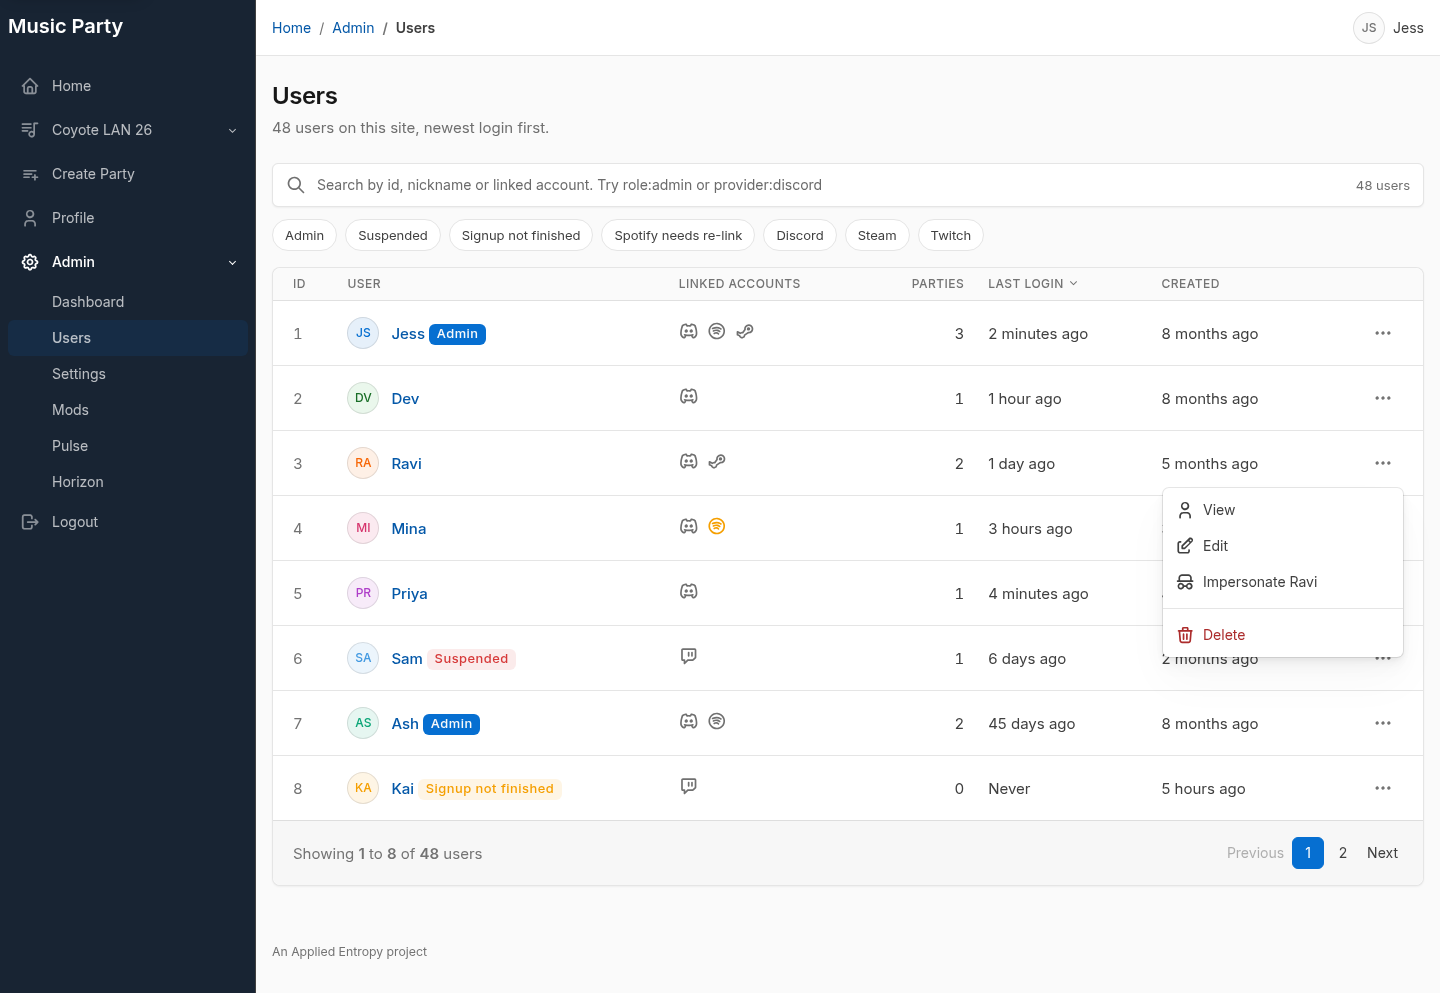 Music Party
Home
Coyote LAN 26
Create Party
Profile
Admin
Dashboard
Users
Settings
Mods
Pulse
Horizon
Logout
Home / Admin / Users
JS Jess
Users
48 users on this site, newest login first.
Search by id, nickname or linked account. Try role:admin or provider:discord 48 users
Admin Suspended Signup not finished Spotify needs re-link Discord Steam Twitch
ID USER LINKED ACCOUNTS PARTIES LAST LOGIN CREATED
1 JS Jess Admin 3 2 minutes ago 8 months ago
2 DV Dev 1 1 hour ago 8 months ago
3 RA Ravi 2 1 day ago 5 months ago
4 MI Mina 1 3 hours ago
5 PR Priya 1 4 minutes ago
6 SA Sam Suspended 1 6 days ago 2 months ago
7 AS Ash Admin 2 45 days ago 8 months ago
8 KA Kai Signup not finished 0 Never 5 hours ago
View
Edit
Impersonate Ravi
Delete
Showing 1 to 8 of 48 users Previous 1 2 Next
An Applied Entropy project